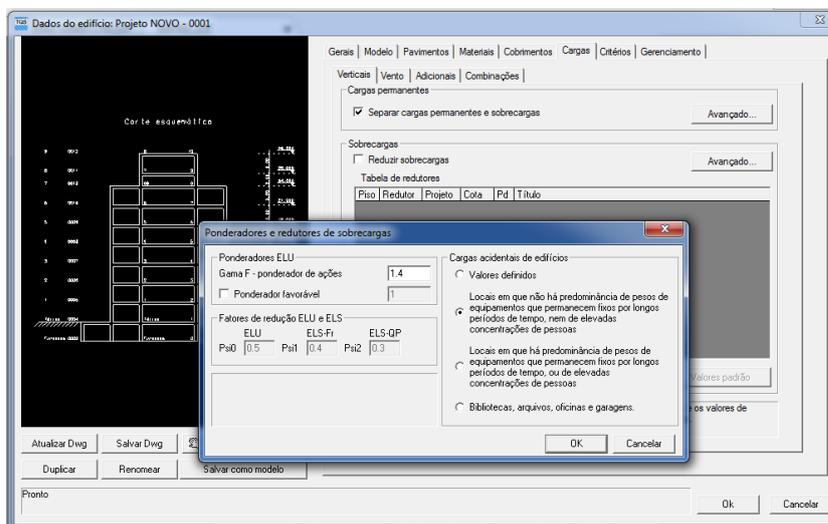 TQS Dados do edifício: Projeto NOVO - 0001
Gerais Modelo Pavimentos Materiais Cobrimentos Cargas Critérios Gerenciamento
Verticais Vento Adicionais Combinações
Cargas permanentes
Separar cargas permanentes e sobrecargas
Avançado...
Sobrecargas
Reduzir sobrecargas
Avançado...
Tabela de redutores
Piso Redutor Projeto Cota Pd Título
Corte esquemático
Ponderadores e redutores de sobrecargas
Ponderadores ELU
Gama F - ponderador de ações 1.4
Ponderador favorável 1
Fatores de redução ELU e ELS
ELU ELS-Fr ELS-QP
Psi0 0.5 Psi1 0.4 Psi2 0.3
Cargas acidentais de edifícios
Valores definidos
Locais em que não há predominância de pesos de
equipamentos que permanecem fixos por longos
períodos de tempo, nem de elevadas
concentrações de pessoas
Locais em que há predominância de pesos de
equipamentos que permanecem fixos por longos
períodos de tempo, ou de elevadas
concentrações de pessoas
Bibliotecas, arquivos, oficinas e garagens.
OK Cancelar
Valores padrão
e os valores de
Atualizar Dwg Salvar Dwg
Duplicar Renomear Salvar como modelo
Pronto
Ok Cancelar